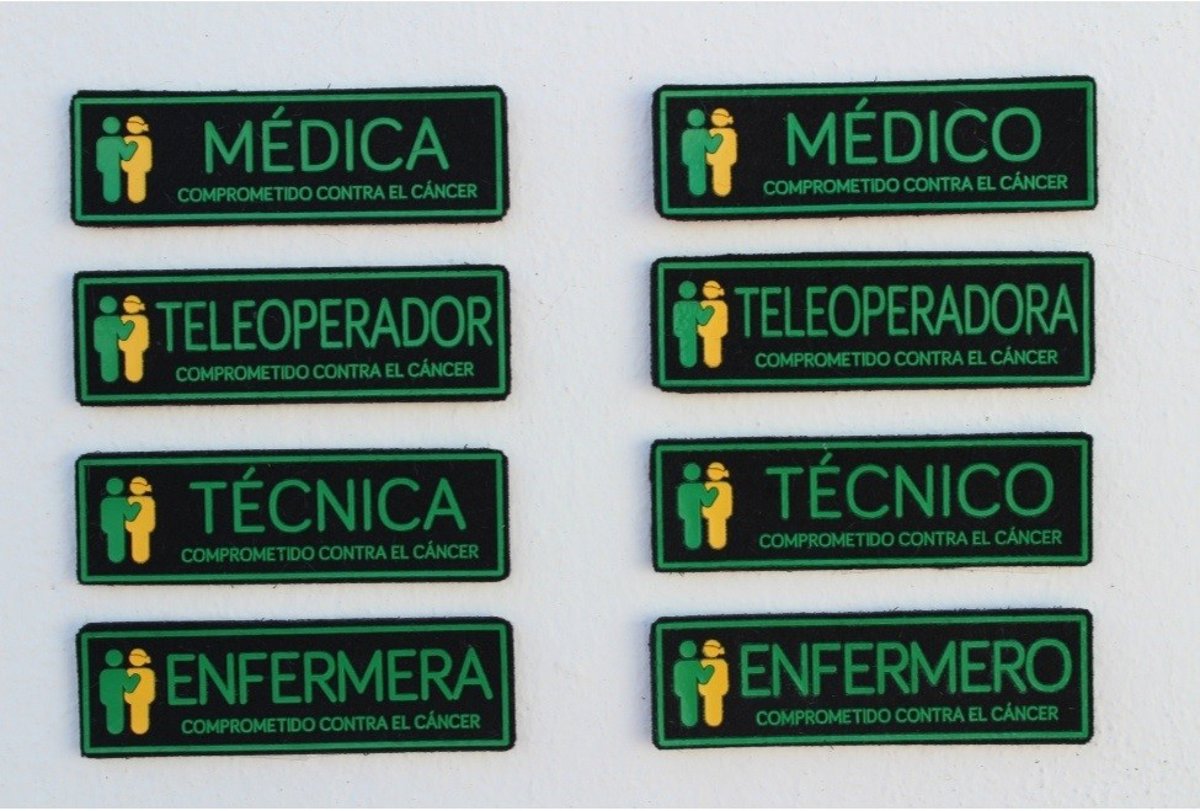 MÉDICA
COMPROMETIDO CONTRA EL CÁNCER
MÉDICO
COMPROMETIDO CONTRA EL CÁNCER
TELEOPERADOR
COMPROMETIDO CONTRA EL CÁNCER
TELEOPERADORA
COMPROMETIDO CONTRA EL CÁNCER
TÉCNICA
COMPROMETIDO CONTRA EL CÁNCER
TÉCNICO
COMPROMETIDO CONTRA EL CÁNCER
ENFERMERA
COMPROMETIDO CONTRA EL CÁNCER
ENFERMERO
COMPROMETIDO CONTRA EL CÁNCER